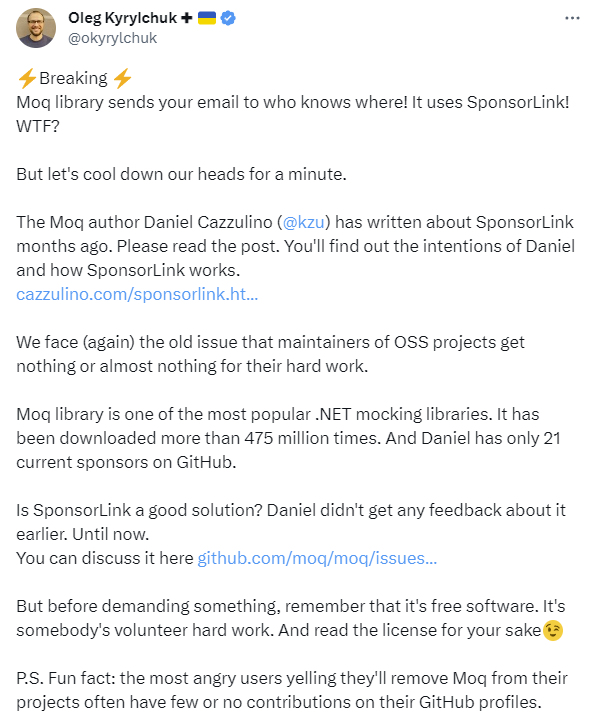 Oleg Kyrylchuk ✚ 🇺🇦
@okyrylchuk
⚡Breaking ⚡
Moq library sends your email to who knows where! It uses SponsorLink!
WTF?
But let's cool down our heads for a minute.
The Moq author Daniel Cazzulino (@kzu) has written about SponsorLink
months ago. Please read the post. You'll find out the intentions of Daniel
and how SponsorLink works.
cazzulino.com/sponsorlink.ht...
We face (again) the old issue that maintainers of OSS projects get
nothing or almost nothing for their hard work.
Moq library is one of the most popular .NET mocking libraries. It has
been downloaded more than 475 million times. And Daniel has only 21
current sponsors on GitHub.
Is SponsorLink a good solution? Daniel didn't get any feedback about it
earlier. Until now.
You can discuss it here github.com/moq/moq/issues...
But before demanding something, remember that it's free software. It's
somebody's volunteer hard work. And read the license for your sake😉
P.S. Fun fact: the most angry users yelling they'll remove Moq from their
projects often have few or no contributions on their GitHub profiles.